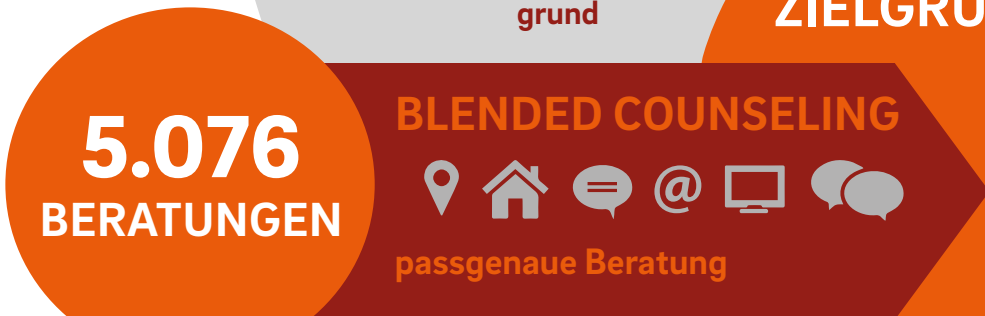 grund
ZIELGRU
5.076
BERATUNGEN
BLENDED COUNSELING
@
passgenaue Beratung